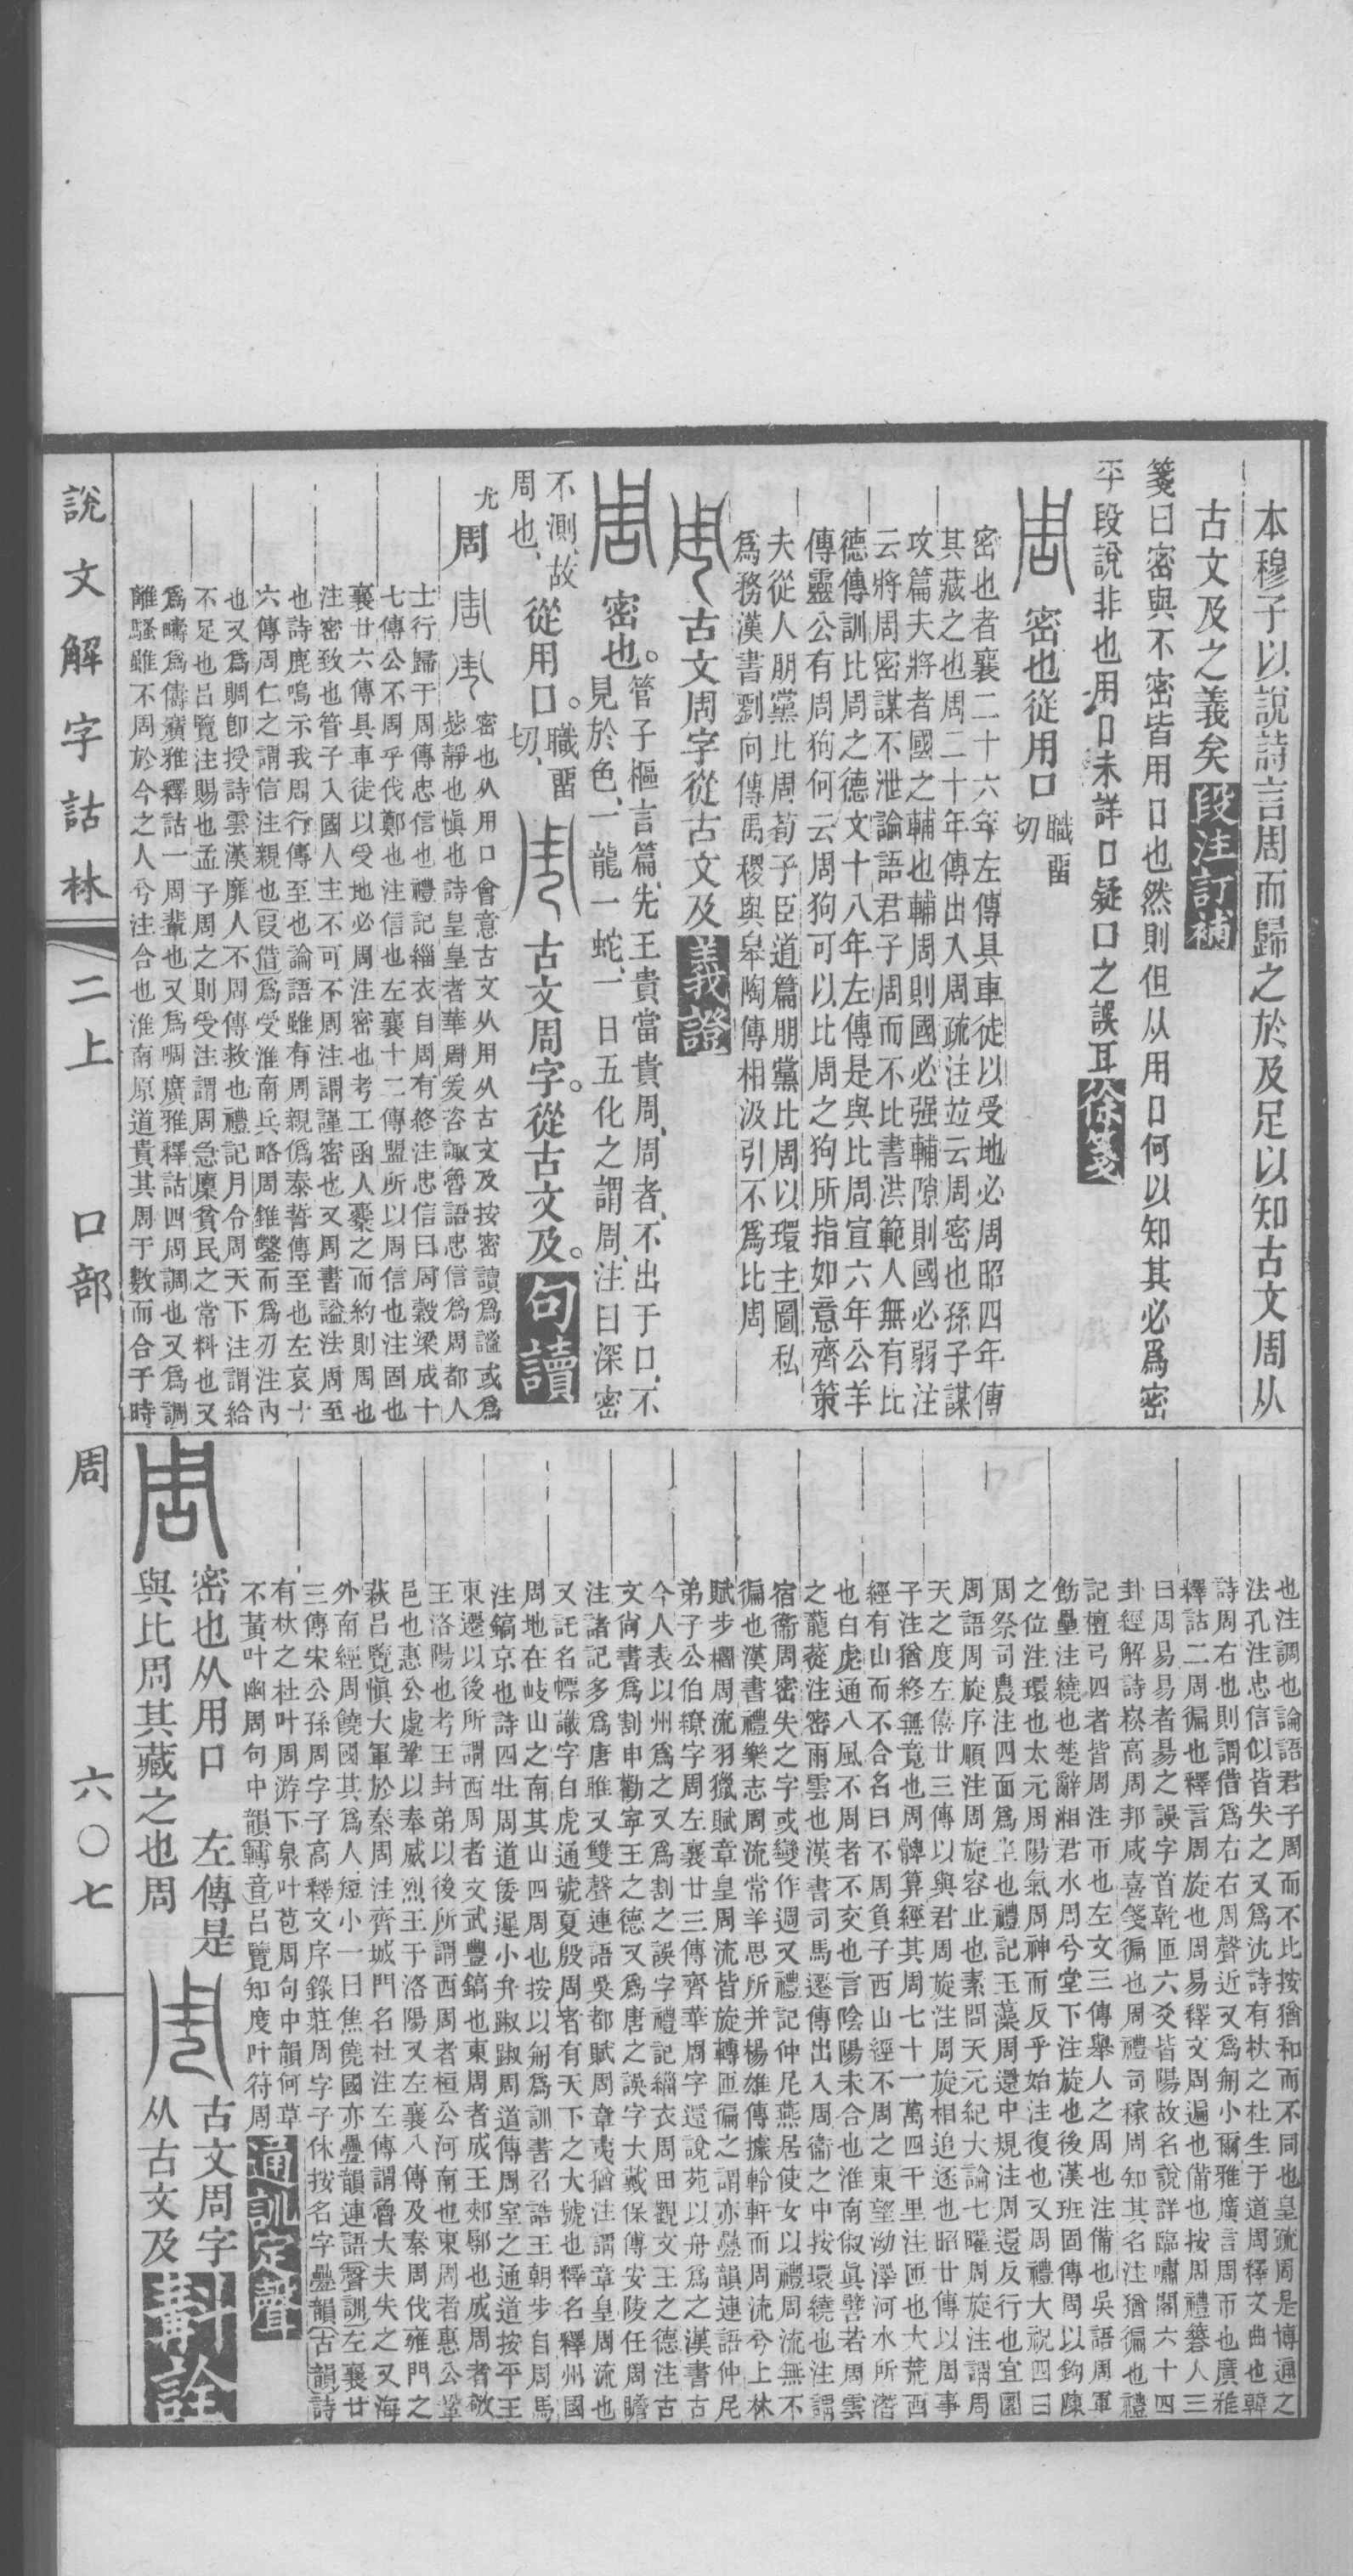 本穆子以說詩言周而歸之於及足以知古文周从
古文及之義矣段注訂補
箋曰密與不密皆用口也然則但从用口何以知其必爲密
平段說非也用口未詳口疑口之誤耳徐箋
周 密也從用口職畱切
密也者襄二十六年左傳具車徒以受地必周昭四年傳
其藏之也周二十年傳出入周疏注竝云周密也孫子謀
攻篇夫將者國之輔也輔周則國必强輔隙則國必弱注
云將周密謀不泄論語君子周而不比書洪範人無有比
德傳訓比周之德文十八年左傳是與比周宣六年公羊
傳靈公有周狗何云周狗可以比周之狗所指如意齊策
夫從人朋黨比周荀子臣道篇朋黨比周以環主圖私
爲務漢書劉向傳禹稷與皋陶傳相汲引不爲比周
古文周字從古文及義證
周 密也。管子樞言篇、先王貴當貴周、周者、不出于口、不
見於色、一龍一蛇、一日五化之謂周、注曰深密
不測、故
周也、從用口。職畱切、 古文周字。從古文及。句讀
尤 周 密也从用口會意古文从用从古文及按密讀爲謐或爲
毖靜也愼也詩皇皇者華周爰咨諏魯語忠信爲周都人
士行歸于周傳忠信也禮記緇衣自周有終注忠信曰周穀梁成十
七傳公不周乎伐鄭也注信也左襄十二傳盟所以周信也注固也
襄廿六傳具車徒以受地必周注密也考工函人櫜之而約則周也
注密致也管子入國人主不可不周注謂謹密也又周書謚法周至
也詩鹿鳴示我周行傳至也論語雖有周親僞泰誓傳至也左哀十
六傳周仁之謂信注親也叚借爲受淮南兵略周錐鑿而爲刃注內
也又爲賙卽授詩雲漢靡人不周傳救也禮記月令周天下注謂給
不足也呂覽注賜也孟子周之則受注謂周急廩貧民之常料也又
爲疇爲儔廣雅釋詁一周輩也又爲啁廣雅釋詁四周調也又爲調
離騷雖不周於今之人兮注合也淮南原道貴其周于數而合于時
也注調也論語君子周而不比按猶和而不同也皇疏周是博通之
法孔注忠信似皆失之又爲沈詩有杕之杜生于道周釋文曲也韓
詩周右也則謂借爲右右周聲近又爲匊小爾雅廣言周帀也廣雅
釋詁二周徧也釋言周旋也周易釋文周遍也備也按周禮簭人三
曰周易易者昜之誤字首乾匝六爻皆陽故名說詳臨嘯閣六十四
卦經解詩崧高周邦咸喜箋徧也周禮司稼周知其名注猶徧也禮
記檀弓四者皆周注帀也左文三傳舉人之周也注備也吳語周軍
飭壘注繞也楚辭湘君水周兮堂下注旋也後漢班固傳周以鉤陳
之位注環也太元周陽氣周神而反乎始注復也又周禮大祝四曰
周祭司農注四面爲坐也禮記玉藻周還中規注周還反行也宜圜
周語周旋序順注周旋容止也素問天元紀大論七曜周旋注謂周
天之度左僖廿三傳以與君周旋注周旋相追逐也昭廿傳以周事
子注猶終無竟也周髀算經其周七十一萬四千里注匝也大荒西
經有山而不合名曰不周負子西山經不周之東望泑澤河水所潛
也白虎通八風不周者不交也言陰陽未合也淮南俶眞譬若周雲
之蘢蓯注密雨雲也漢書司馬遷傳出入周衞之中按環繞也注謂
宿衞周密失之字或變作週又禮記仲尼燕居使女以禮周流無不
徧也漢書禮樂志周流常羊思所并楊雄傳據軨軒而周流兮上林
賦步櫩周流羽獵賦章皇周流皆旋轉匝徧之謂亦疊韻連語仲尼
弟子公伯繚字周左襄廿三傳齊華周字還說苑以舟爲之漢書古
今人表以州爲之又爲割之誤字禮記緇衣周田觀文王之德注古
文尙書爲割申勸寧王之德又爲唐之誤字大戴保傅安陵任周瞻
注諸記多爲唐雎又雙聲連語吳都賦周章夷猶注謂章皇周流也
又託名幖識字白虎通號夏殷周者有天下之大號也釋名釋州國
周地在岐山之南其山四周也按以匊爲訓書召誥王朝步自周馬
注鎬京也詩四牡周道倭遲小弁踧踧周道傳周室之通道按平王
東遷以後所謂西周者文武豐鎬也東周者成王郟鄏也成周者敬
王洛陽也考王封弟以後所謂西周者桓公河南也東周者惠公鞏
邑也惠公處鞏以奉威烈王于洛陽又左襄八傳及秦周伐雍門之
萩呂覽愼大軍於秦周注齊城門名杜注左傳謂魯大夫失之又海
外南經周饒國其爲人短小一曰焦僥國亦疊韻連語聲訓左襄廿
三傳宋公孫周字子高釋文序錄莊周字子休按名字疊韻古韻詩
有杕之杜叶周游下泉叶苞周句中韻何草
不黃叶幽周句中韻轉音呂覽知度叶符周通訓定聲
周 密也从用口 左傳是
與比周其藏之也周 古文周字
从古文及斠詮
說文解字詁林 二上 口部 周 六〇七